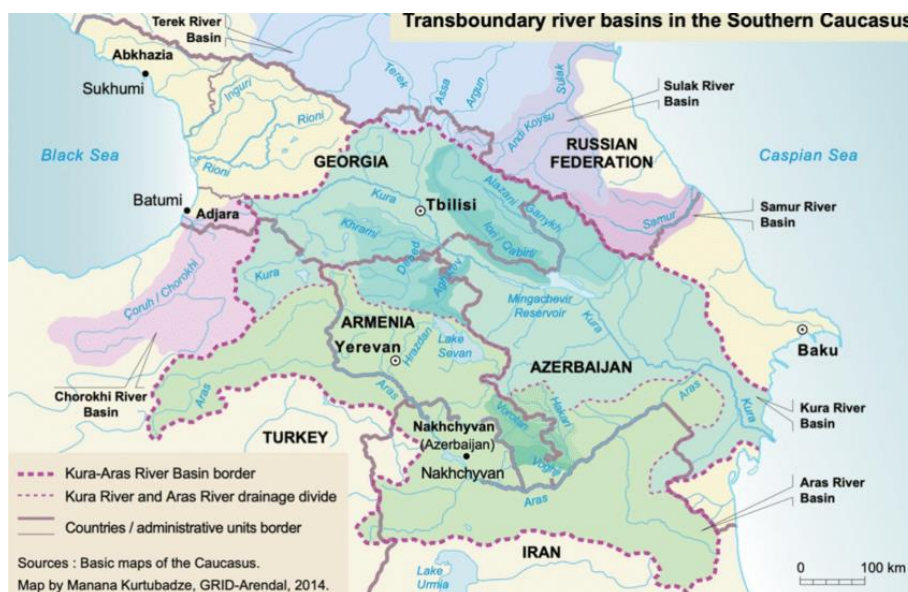 Transboundary river basins in the Southern Caucasus
Terek River
Basin
Abkhazia
Sukhumi
Inguri
Rioni
Rioni
Terek
Assa
Argun
Sulak
Andi Koysu
Sulak River
Basin
RUSSIAN
FEDERATION
Black Sea
Caspian Sea
GEORGIA
Batumi
Adjara
Kura
Tbilisi
Alazani
Ganykh
Iori / Qabirli
Samur
Samur River
Basin
Khrami
Debed
Aghstev
Çoruh / Chorokhi
Kura
Mingachevir
Reservoir
Kura
ARMENIA
Yerevan
Hrazdan
Lake
Sevan
AZERBAIJAN
Baku
Chorokhi River
Basin
Aras
Aras
Aras
Kura
Kura River
Basin
TURKEY
Nakhchyvan
(Azerbaijan)
Nakhchyvan
Vorotan
Hakari
Voghji
Aras
Aras River
Basin
IRAN
Lake
Urmia
Kura-Aras River Basin border
Kura River and Aras River drainage divide
Countries / administrative units border
Sources : Basic maps of the Caucasus.
Map by Manana Kurtubadze, GRID-Arendal, 2014.
0 100 km